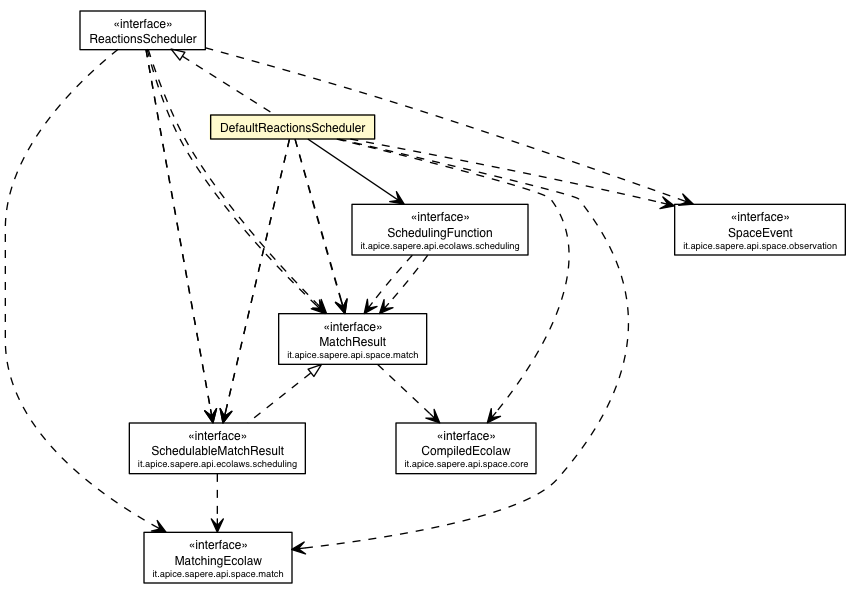 «interface»
ReactionsScheduler
DefaultReactionsScheduler
«interface»
SchedulingFunction
it.apice.sapere.api.ecolaws.scheduling
«interface»
SpaceEvent
it.apice.sapere.api.space.observation
«interface»
MatchResult
it.apice.sapere.api.space.match
«interface»
SchedulableMatchResult
it.apice.sapere.api.ecolaws.scheduling
«interface»
CompiledEcolaw
it.apice.sapere.api.space.core
«interface»
MatchingEcolaw
it.apice.sapere.api.space.match